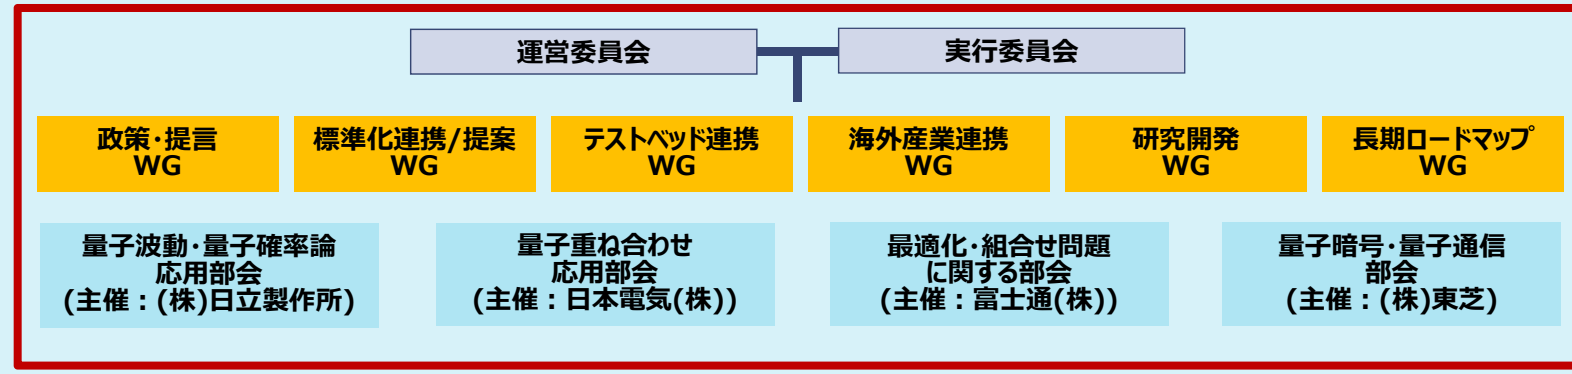 運営委員会
実行委員会
政策・提言
WG
標準化連携/提案
WG
テストベッド連携
WG
海外産業連携
WG
研究開発
WG
長期ロードマップ
WG
量子波動・量子確率論
応用部会
(主催：(株)日立製作所)
量子重ね合わせ
応用部会
(主催：日本電気(株))
最適化・組合せ問題
に関する部会
(主催：富士通(株))
量子暗号・量子通信
部会
(主催：(株)東芝)